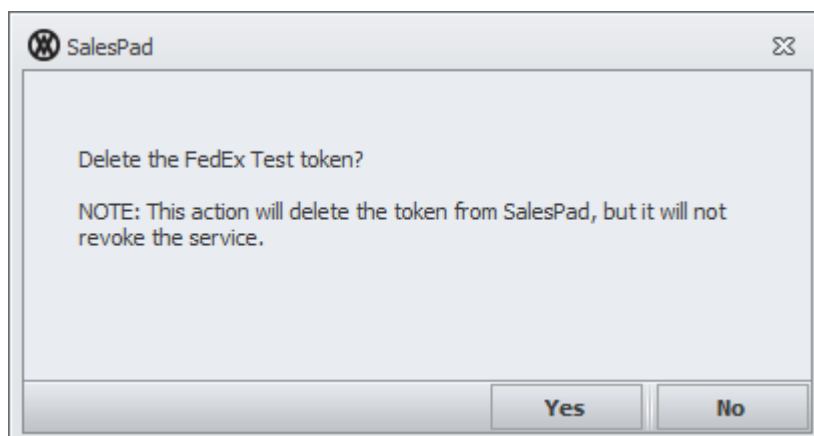 SalesPad
Delete the FedEx Test token?
NOTE: This action will delete the token from SalesPad, but it will not
revoke the service.
Yes
No